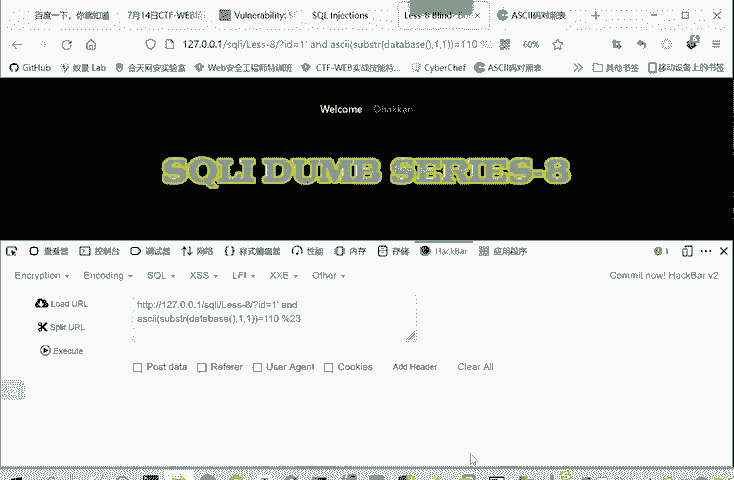 百度一下，你就知道
7月14日CTF-WEB
Vulnerability: S
SQL Injections
Less-8 Blind- Bo
ASCII码对照表
127.0.0.1/sqli/Less-8/?id=1' and ascii(substr(database(),1,1))=110 %
60%
GitHub
蚁景 Lab
合天网安实验室
Web安全工程师特训班
CTF-WEB实战技能特...
CyberChef
ASCII码对照表
其他书签
移动设备上的书签
Welcome Dhakkan
SQLI DUMB SERIES-8
查看器
控制台
调试器
网络
样式编辑器
性能
内存
存储
HackBar
应用程序
1
Encryption
Encoding
SQL
XSS
LFI
XXE
Other
Commit now! HackBar v2
Load URL
Split URL
Execute
http://127.0.0.1/sqli/Less-8/?id=1' and
ascii(substr(database(),1,1))=110 %23
Post data
Referer
User Agent
Cookies
Add Header
Clear All